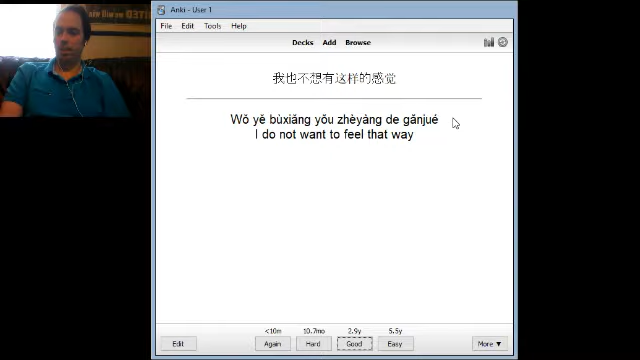 Anki - User 1
File Edit Tools Help
Decks Add Browse
我也不想有这样的感觉
Wǒ yě bùxiǎng yǒu zhèyàng de gǎnjué
I do not want to feel that way
<10m 10.7mo 2.9y 5.5y
Edit Again Hard Good Easy More ▼